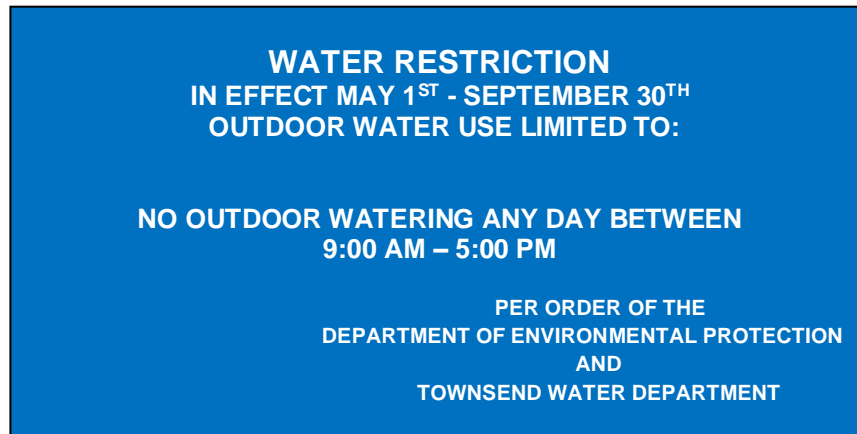 WATER RESTRICTION
IN EFFECT MAY 1ST - SEPTEMBER 30TH
OUTDOOR WATER USE LIMITED TO:
NO OUTDOOR WATERING ANY DAY BETWEEN
9:00 AM – 5:00 PM
PER ORDER OF THE
DEPARTMENT OF ENVIRONMENTAL PROTECTION
AND
TOWNSEND WATER DEPARTMENT